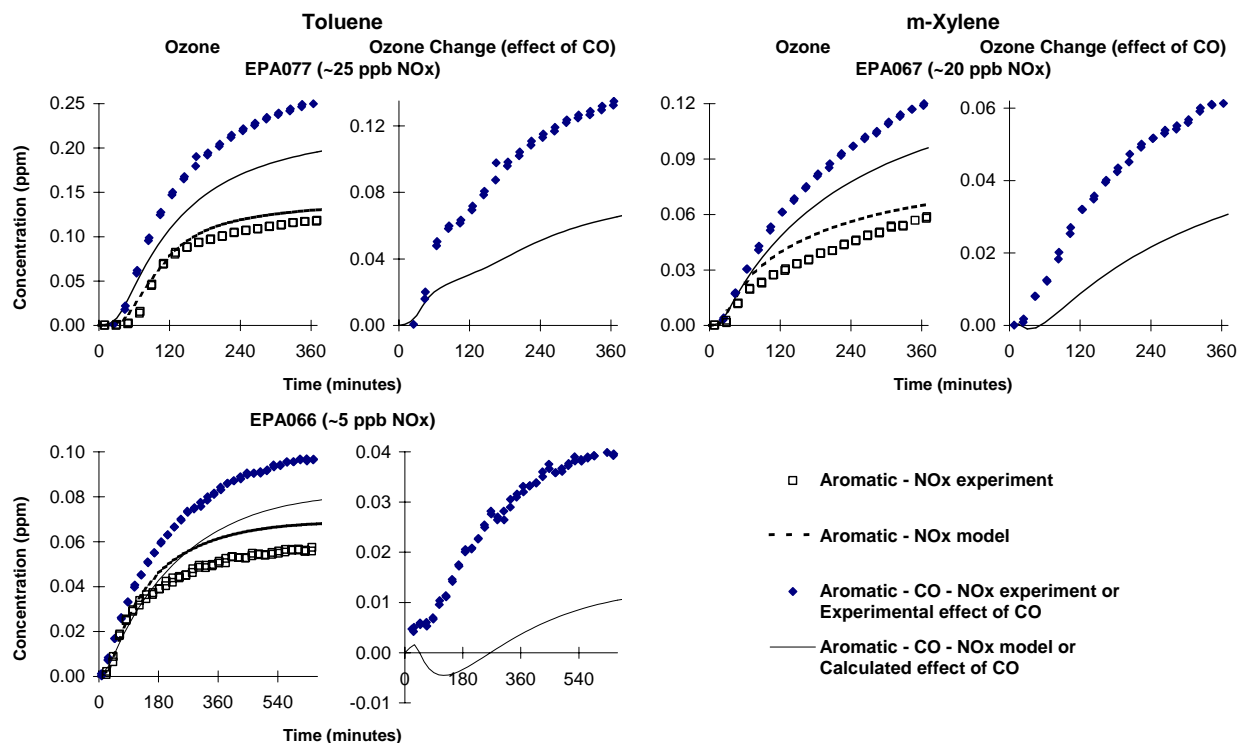 Toluene
m-Xylene
Ozone
Ozone Change (effect of CO)
Ozone
Ozone Change (effect of CO)
EPA077 (~25 ppb NOx)
EPA067 (~20 ppb NOx)
Concentration (ppm)
0.25
0.20
0.15
0.10
0.05
0.00
0 120 240 360
0.12
0.08
0.04
0.00
0 120 240 360
Time (minutes)
0.12
0.09
0.06
0.03
0.00
0 120 240 360
0.06
0.04
0.02
0.00
0 120 240 360
Time (minutes)
EPA066 (~5 ppb NOx)
Concentration (ppm)
0.10
0.08
0.06
0.04
0.02
0.00
0 180 360 540
0.04
0.03
0.02
0.01
0.00
-0.01
0 180 360 540
Time (minutes)
Aromatic - NOx experiment
Aromatic - NOx model
Aromatic - CO - NOx experiment or
Experimental effect of CO
Aromatic - CO - NOx model or
Calculated effect of CO